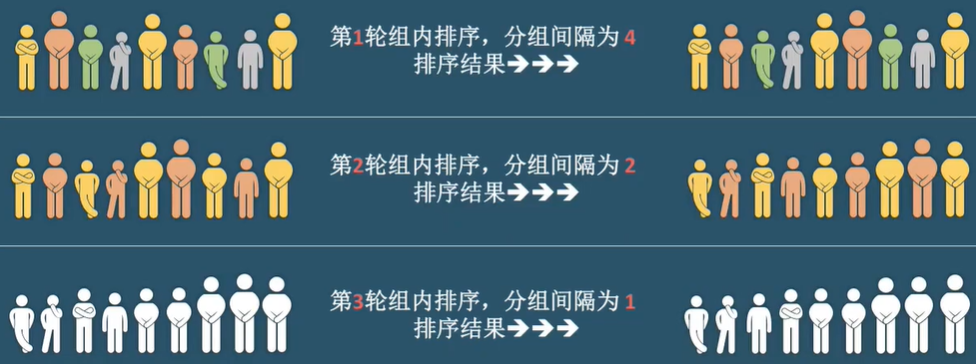 第1轮组内排序，分组间隔为 4
排序结果→→→
第2轮组内排序，分组间隔为 2
排序结果→→→
第3轮组内排序，分组间隔为 1
排序结果→→→